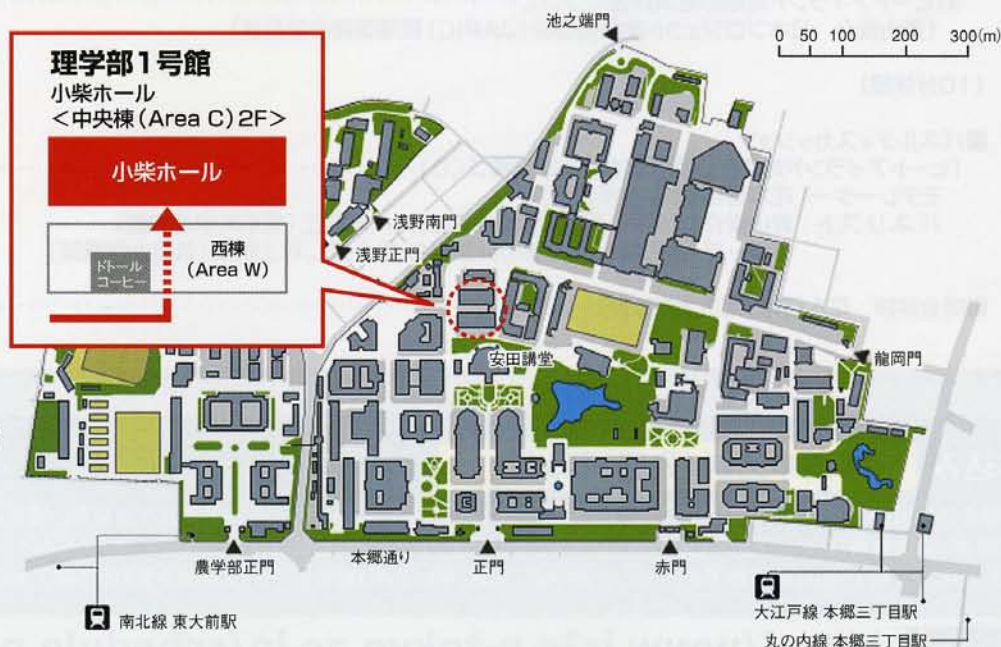 理学部1号館
小柴ホール
<中央棟(Area C)2F>
小柴ホール
西棟
(Area W)
ドトール
コーヒー
池之端門
0 50 100 200 300(m)
浅野南門
浅野正門
安田講堂
龍岡門
本郷通り
農学部正門
正門
赤門
南北線 東大前駅
大江戸線 本郷三丁目駅
丸の内線 本郷三丁目駅